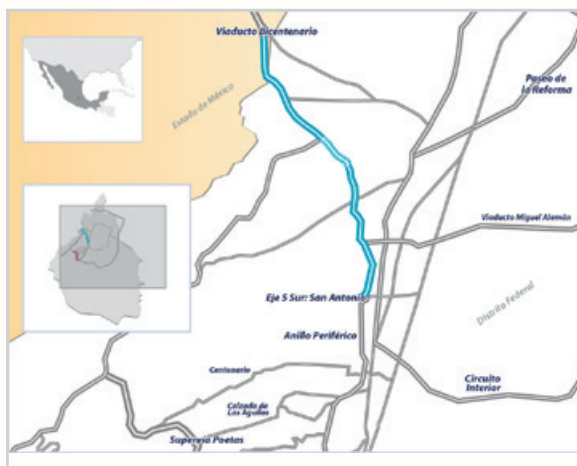 Viaducto Bicentenario
Estado de México
Paseo de
la Reforma
Viaducto Miguel Alemán
Eje 5 Sur: San Antonio
Distrito Federal
Anillo Periférico
Centenario
Circuito
Interior
Calzada de
Las Águilas
Supervía Poetas